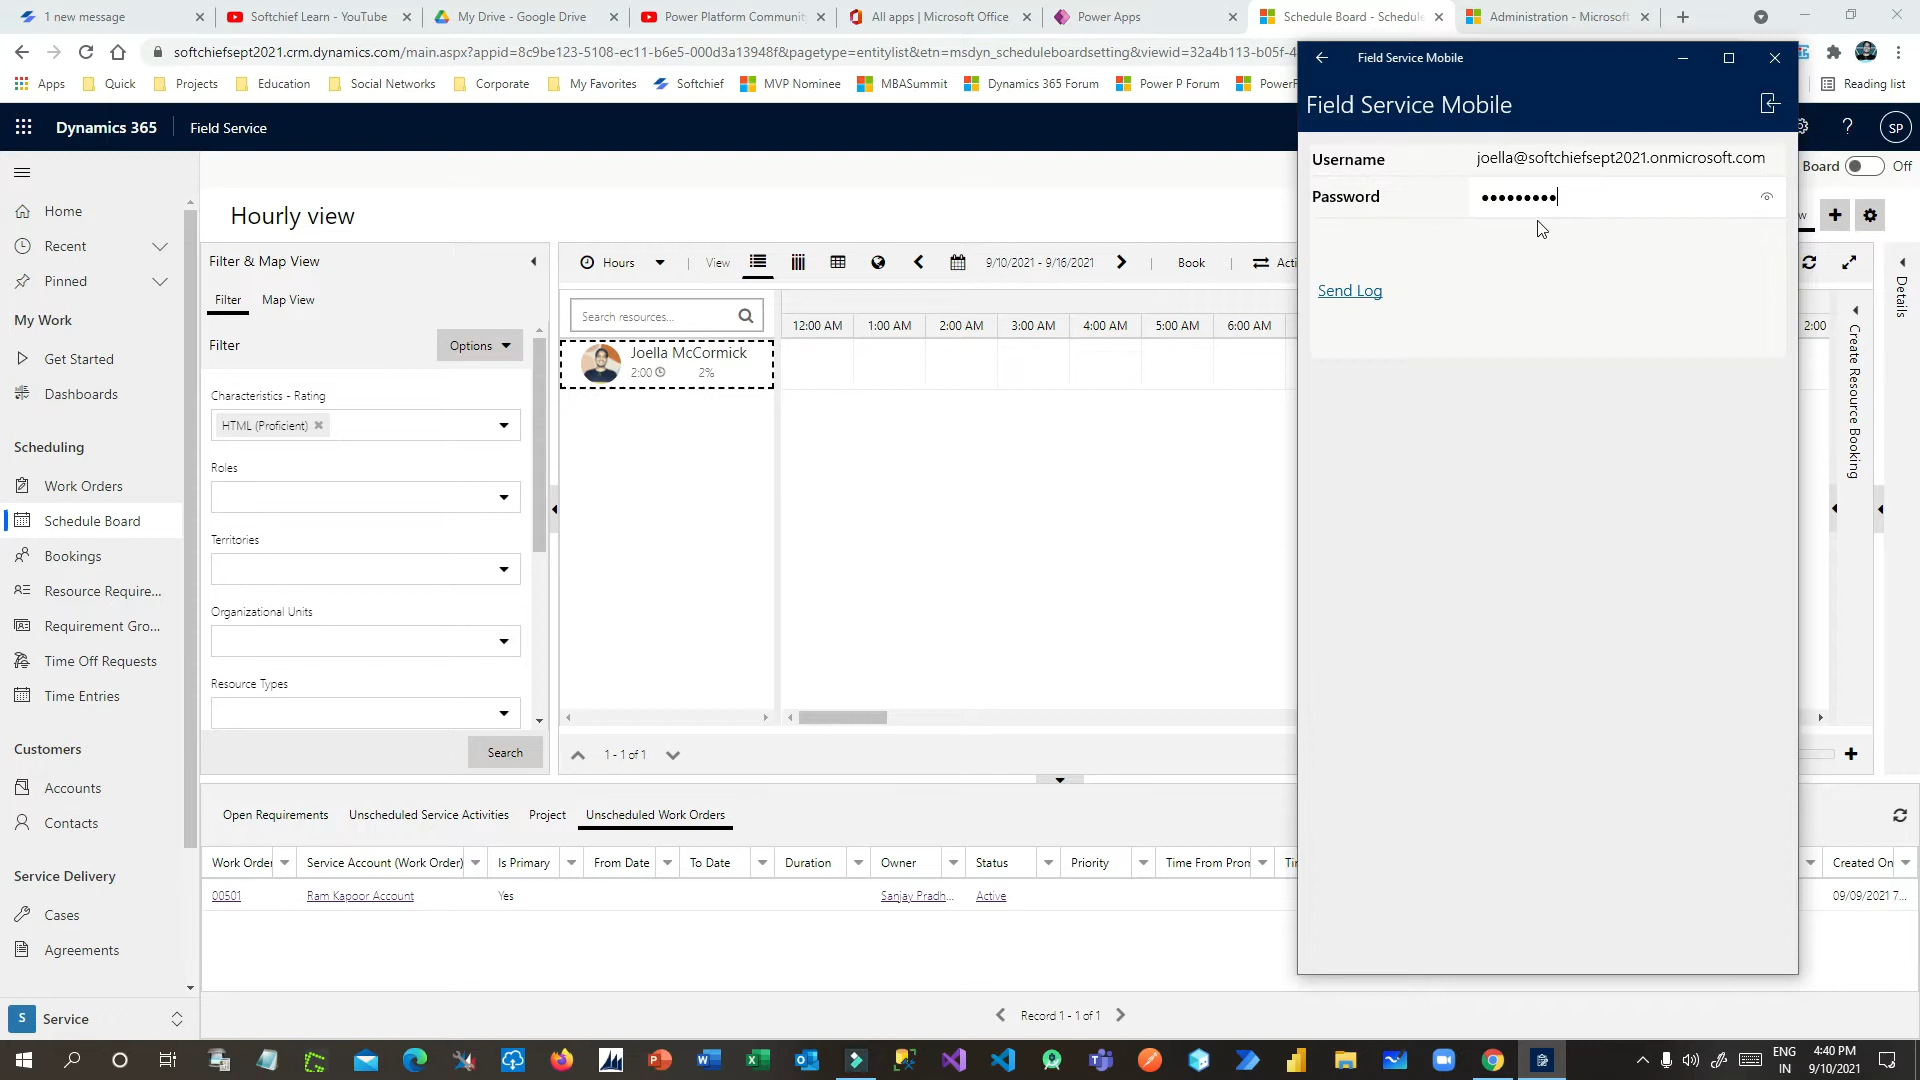 1 new message
Softchief Learn - YouTube
My Drive - Google Drive
Power Platform Communit
All apps | Microsoft Office
Power Apps
Schedule Board - Schedule
Administration - Microsoft
softchiefsept2021.crm.dynamics.com/main.aspx?appid=8c9be123-5108-ec11-b6e5-000d3a13948f&pagetype=entitylist&etn=msdyn_scheduleboardsetting&viewid=32a4b113-b05f-4
Apps
Quick
Projects
Education
Social Networks
Corporate
My Favorites
Softchief
MVP Nominee
MBASummit
Dynamics 365 Forum
Power P Forum
PowerF
Reading list
Field Service Mobile
Field Service Mobile
Username
joella@softchiefsept2021.onmicrosoft.com
Password
•••••••••
Send Log
Dynamics 365
Field Service
?
SP
Board
Off
Home
Recent
Pinned
My Work
Get Started
Dashboards
Scheduling
Work Orders
Schedule Board
Bookings
Resource Require...
Requirement Gro...
Time Off Requests
Time Entries
Customers
Accounts
Contacts
Service Delivery
Cases
Agreements
S
Service
Hourly view
w
Filter & Map View
Filter
Map View
Filter
Options
Characteristics - Rating
HTML (Proficient)
Roles
Territories
Organizational Units
Resource Types
Search
Hours
View
9/10/2021 - 9/16/2021
Book
Acti
Search resources...
12:00 AM
1:00 AM
2:00 AM
3:00 AM
4:00 AM
5:00 AM
6:00 AM
2:00
Joella McCormick
2:00
2%
Details
Create Resource Booking
1 - 1 of 1
Open Requirements
Unscheduled Service Activities
Project
Unscheduled Work Orders
Work Order
Service Account (Work Order)
Is Primary
From Date
To Date
Duration
Owner
Status
Priority
Time From Prom
Tir
Created On
00501
Ram Kapoor Account
Yes
Sanjay Pradh...
Active
09/09/2021 7...
Record 1 - 1 of 1
ENG
IN
4:40 PM
9/10/2021